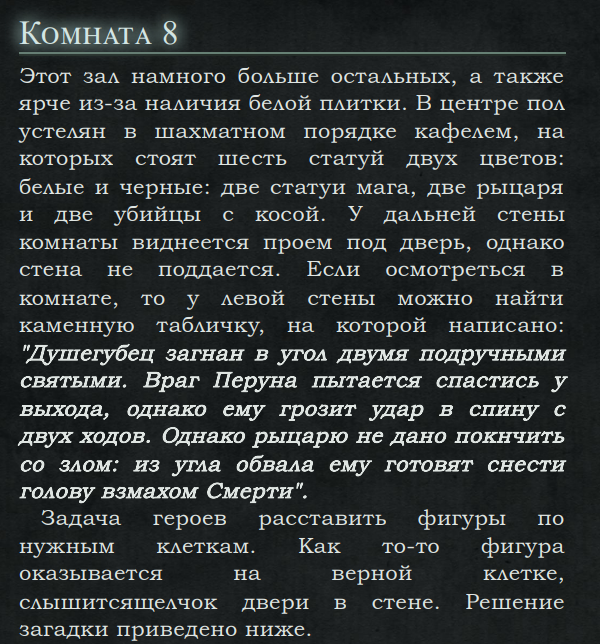 Комната 8
Этот зал намного больше остальных, а также
ярче из-за наличия белой плитки. В центре пол
устелян в шахматном порядке кафелем, на
которых стоят шесть статуй двух цветов:
белые и черные: две статуи мага, две рыцаря
и две убийцы с косой. У дальней стены
комнаты виднеется проем под дверь, однако
стена не поддается. Если осмотреться в
комнате, то у левой стены можно найти
каменную табличку, на которой написано:
"Душегубец загнан в угол двумя подручными
святыми. Враг Перуна пытается спастись у
выхода, однако ему грозит удар в спину с
двух ходов. Однако рыцарю не дано покнчить
со злом: из угла обвала ему готовят снести
голову взмахом Смерти".
Задача героев расставить фигуры по
нужным клеткам. Как то-то фигура
оказывается на верной клетке,
слышитсящелчок двери в стене. Решение
загадки приведено ниже.